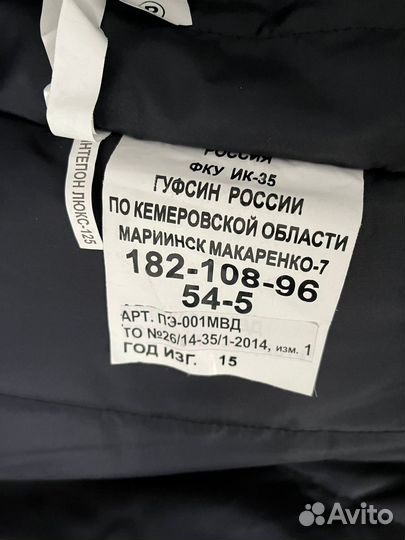 РОССИЯ
ФКУ ИК-35
ГУФСИН РОССИИ
ПО КЕМЕРОВСКОЙ ОБЛАСТИ
МАРИИНСК МАКАРЕНКО-7
182-108-96
54-5
АРТ. ПЭ-001МВД
ТО №26/14-35/1-2014, изм. 1
ГОД ИЗГ. 15
НТЕПОН ЛЮКС-125
Avito